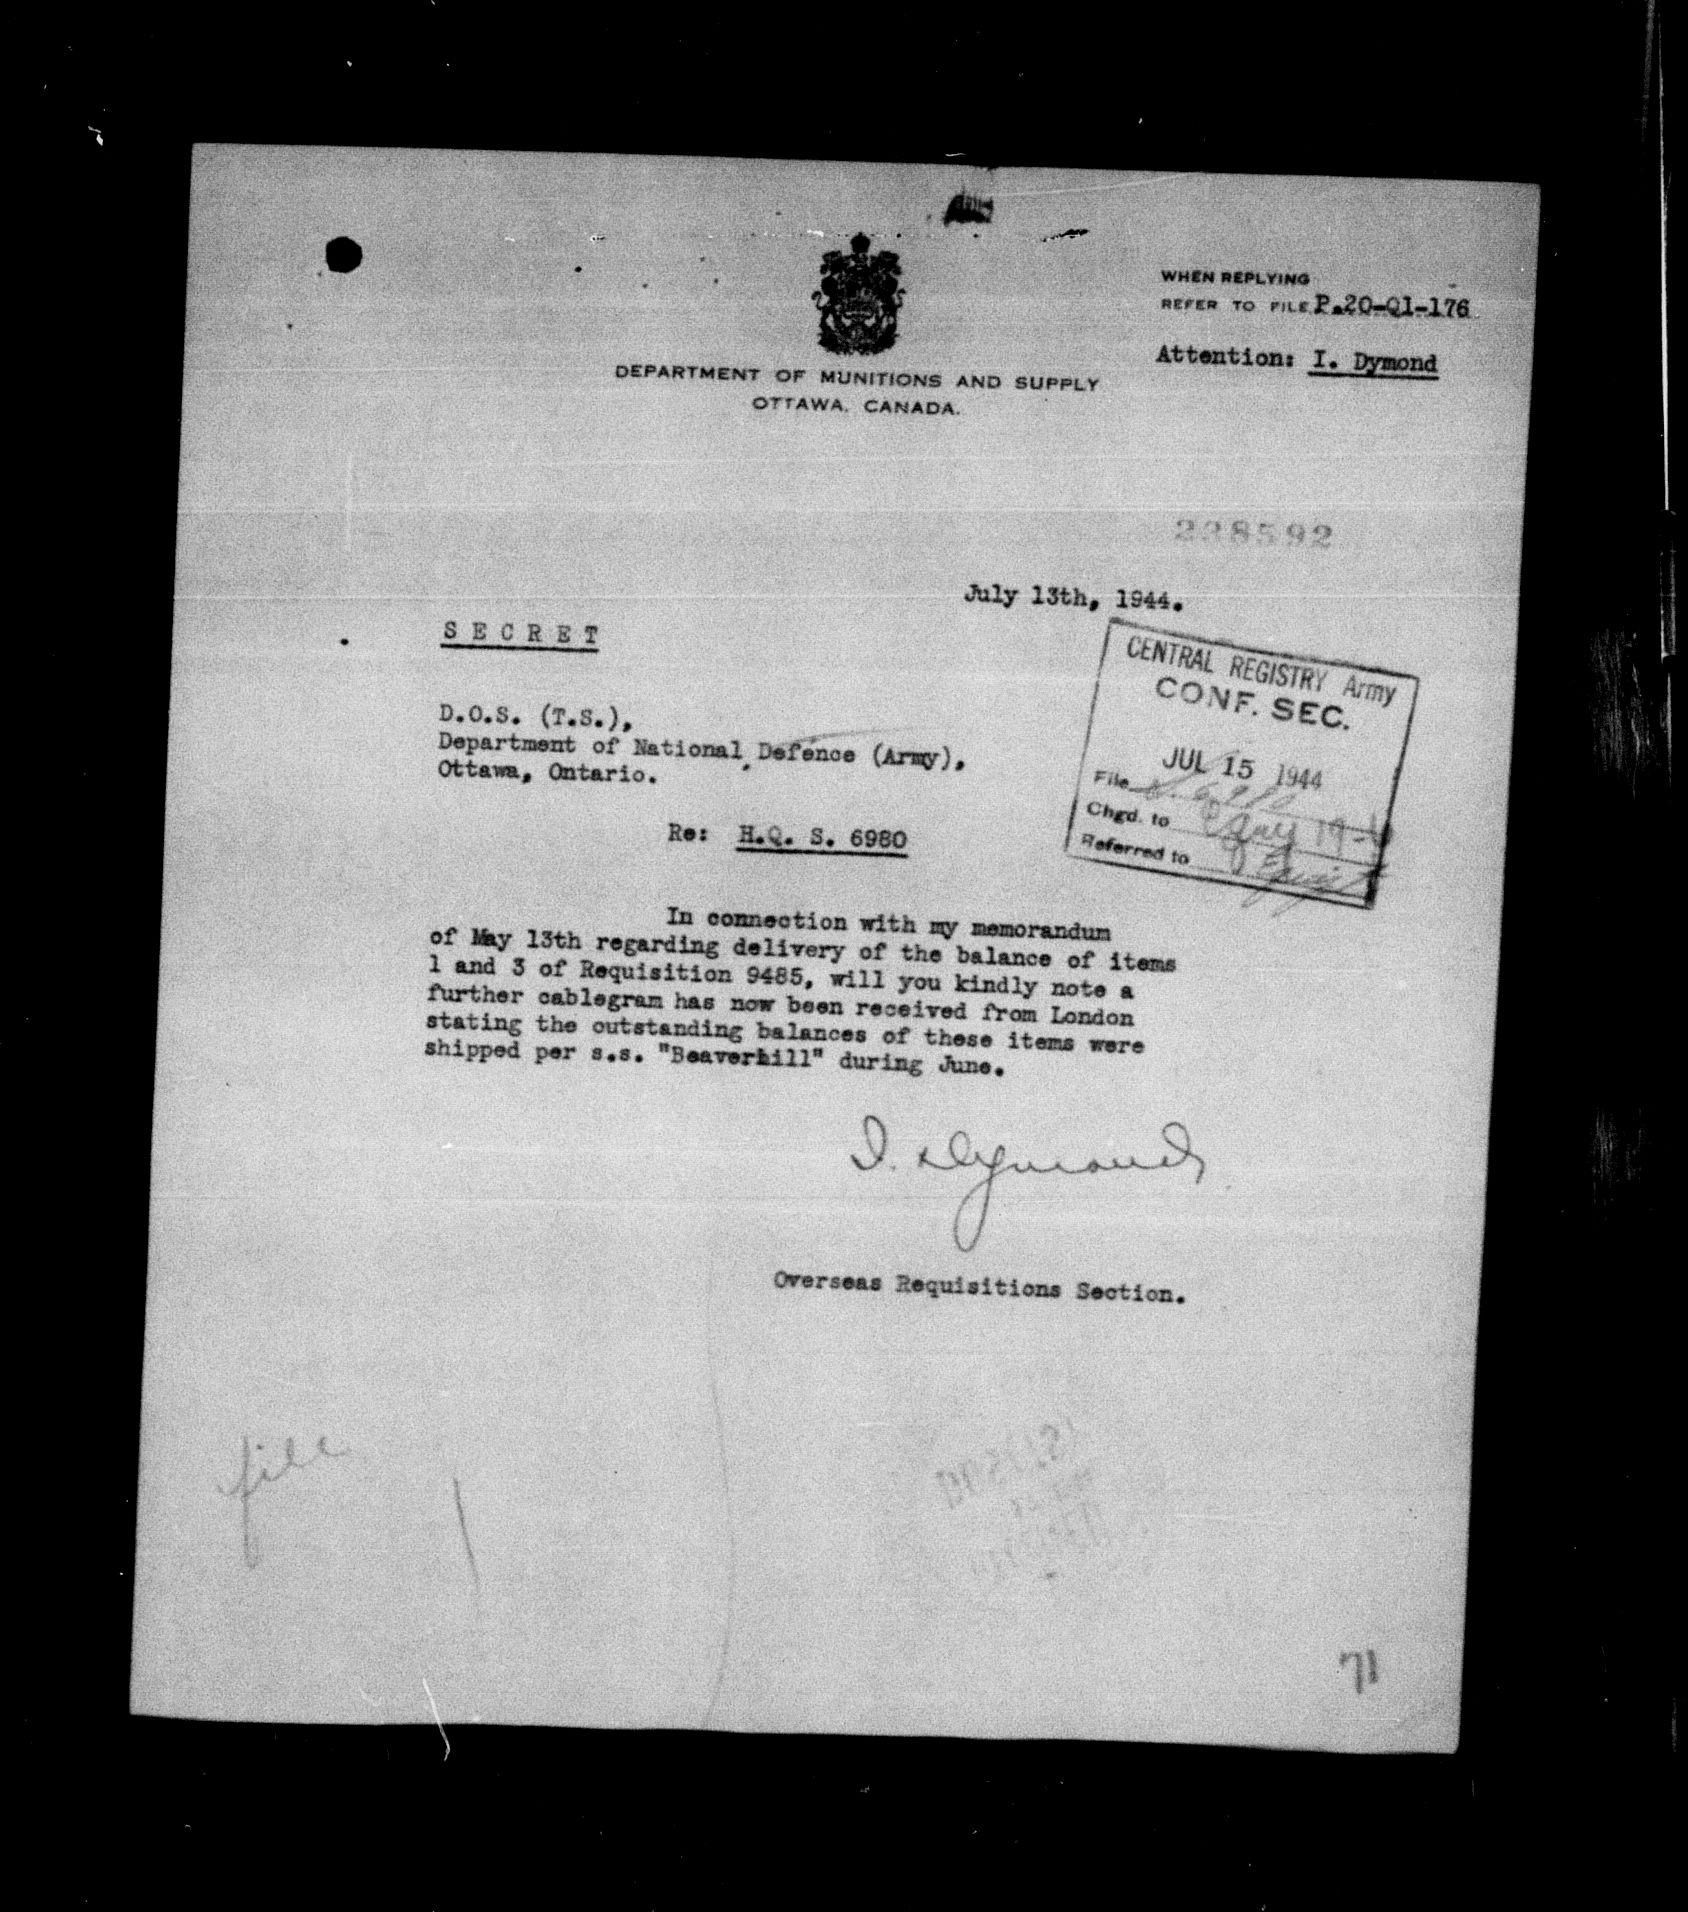 WHEN REPLYING
REFER TO FILE P.20-Q1-176
Attention: I. Dymond
DEPARTMENT OF MUNITIONS AND SUPPLY
OTTAWA, CANADA.
228592
July 13th, 1944.
S E C R E T
CENTRAL REGISTRY Army
CONF. SEC.
JUL 15 1944
File
Chgd. to
Referred to
D.O.S. (T.S.),
Department of National Defence (Army),
Ottawa, Ontario.
Re: H.Q. S. 6980
In connection with my memorandum
of May 13th regarding delivery of the balance of items
1 and 3 of Requisition 9485, will you kindly note a
further cablegram has now been received from London
stating the outstanding balances of these items were
shipped per s.s. "Beaverhill" during June.
I. Dymond
Overseas Requisitions Section.
file
71